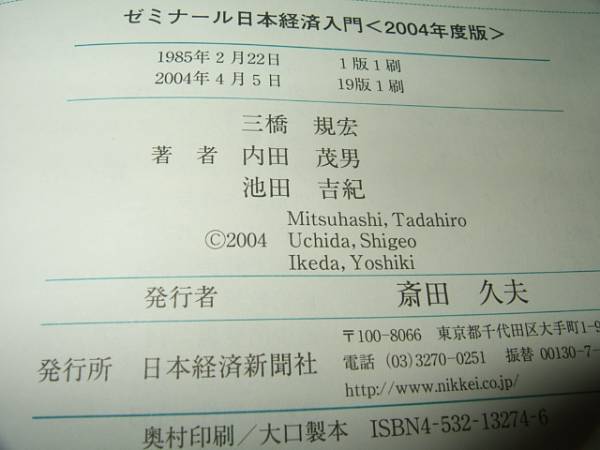 ゼミナール日本経済入門＜2004年度版＞
1985年2月22日 1版1刷
2004年4月5日 19版1刷
三橋 規宏
著者 内田 茂男
池田 吉紀
Mitsuhashi, Tadahiro
©2004 Uchida, Shigeo
Ikeda, Yoshiki
発行者 斎田 久夫
〒100-8066 東京都千代田区大手町1-9
発行所 日本経済新聞社 電話 (03)3270-0251 振替 00130-7-
http://www.nikkei.co.jp/
奥村印刷／大口製本 ISBN4-532-13274-6